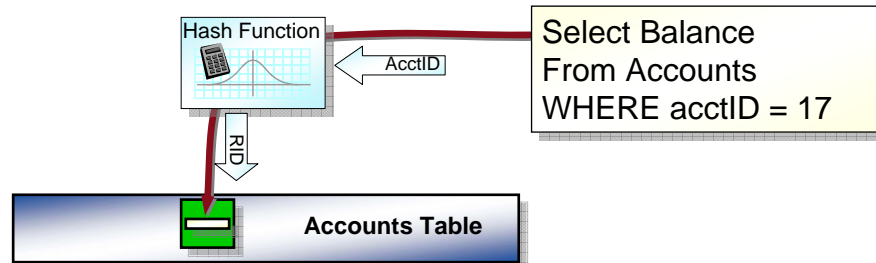 Hash Function
AcctID
Select Balance
From Accounts
WHERE acctID = 17
RID
Accounts Table